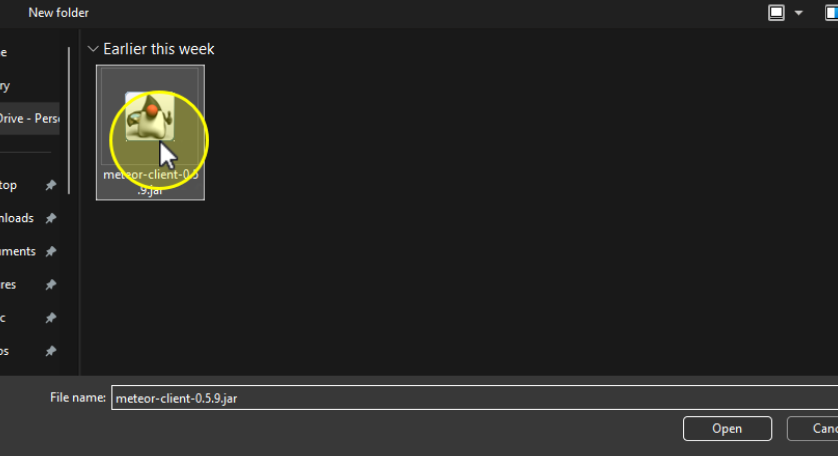 New folder
Earlier this week
e
ry
Drive - Pers
meteor-client-0.5
.9.jar
top
nloads
uments
res
c
os
File name:
meteor-client-0.5.9.jar
Open
Canc